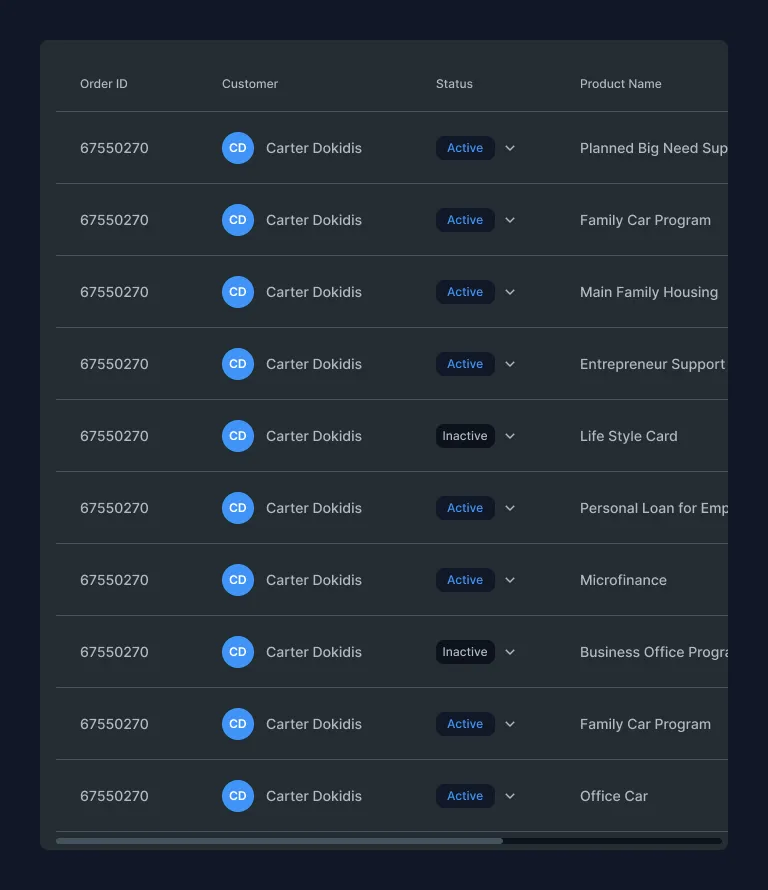 Order ID Customer Status Product Name
67550270 CD Carter Dokidis Active Planned Big Need Sup
67550270 CD Carter Dokidis Active Family Car Program
67550270 CD Carter Dokidis Active Main Family Housing
67550270 CD Carter Dokidis Active Entrepreneur Support
67550270 CD Carter Dokidis Inactive Life Style Card
67550270 CD Carter Dokidis Active Personal Loan for Emp
67550270 CD Carter Dokidis Active Microfinance
67550270 CD Carter Dokidis Inactive Business Office Progra
67550270 CD Carter Dokidis Active Family Car Program
67550270 CD Carter Dokidis Active Office Car